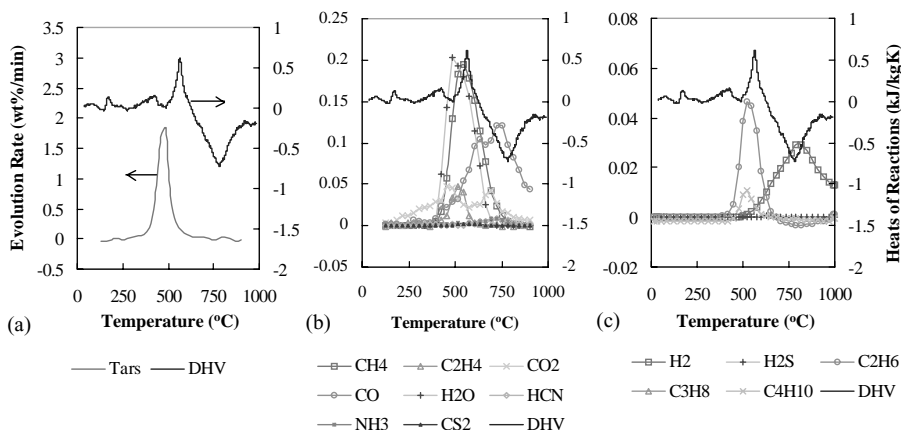 3.5
3
2.5
2
1.5
1
0.5
0
-0.5
1
0.5
0
-0.5
-1
-1.5
-2
Evolution Rate (wt%/min)
0 250 500 750 1000
Temperature (°C)
(a)
0.25
0.20
0.15
0.10
0.05
0.00
-0.05
1
0.5
0
-0.5
-1
-1.5
-2
0 250 500 750 1000
Temperature (°C)
(b)
0.08
0.06
0.04
0.02
0.00
-0.02
1
0.5
0
-0.5
-1
-1.5
-2
Heats of Reactions (kJ/kgK)
0 250 500 750 1000
Temperature (°C)
(c)
Tars DHV
CH4 C2H4 CO2
CO H2O HCN
NH3 CS2 DHV
H2 H2S C2H6
C3H8 C4H10 DHV